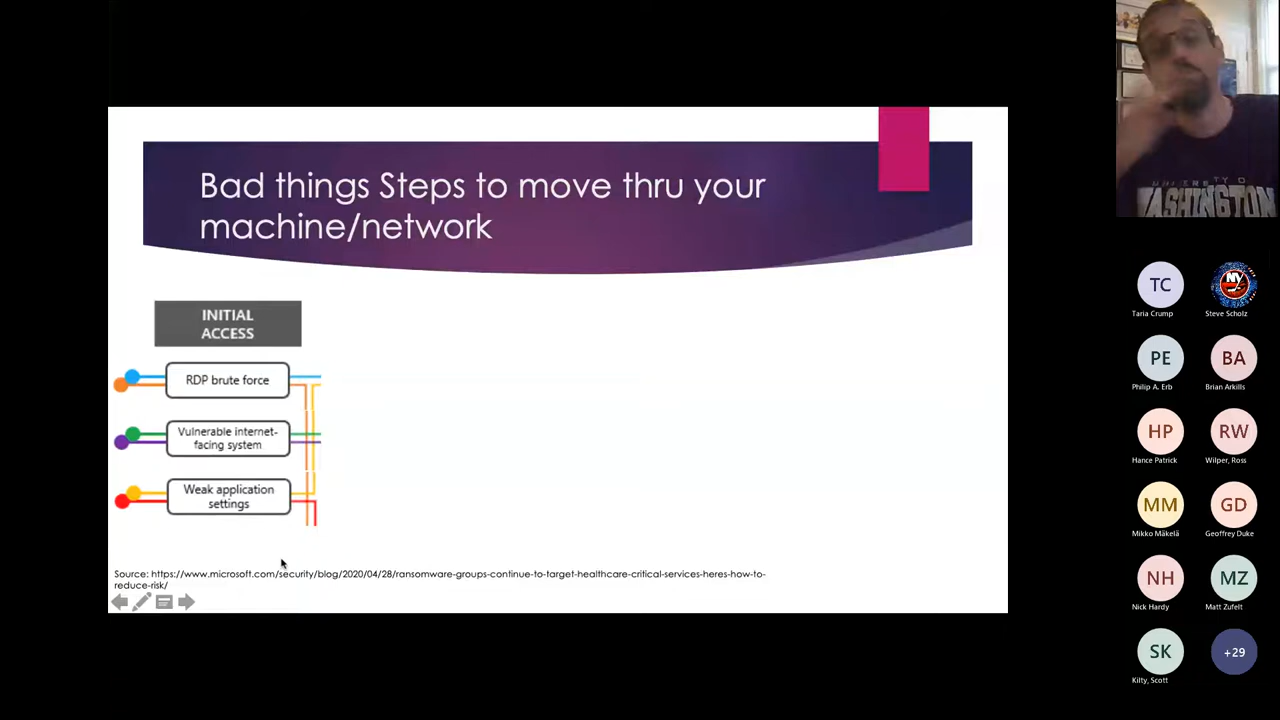 Bad things Steps to move thru your
machine/network
INITIAL
ACCESS
RDP brute force
Vulnerable internet-
facing system
Weak application
settings
Source: https://www.microsoft.com/security/blog/2020/04/28/ransomware-groups-continue-to-target-healthcare-critical-services-heres-how-to-
reduce-risk/
WASHINGTON
TC
Taria Crump
NY
Steve Scholz
PE
Philip A. Erb
BA
Brian Arkills
HP
Hance Patrick
RW
Wilper, Ross
MM
Mikko Mäkelä
GD
Geoffrey Duke
NH
Nick Hardy
MZ
Matt Zufelt
SK
Kilty, Scott
+29